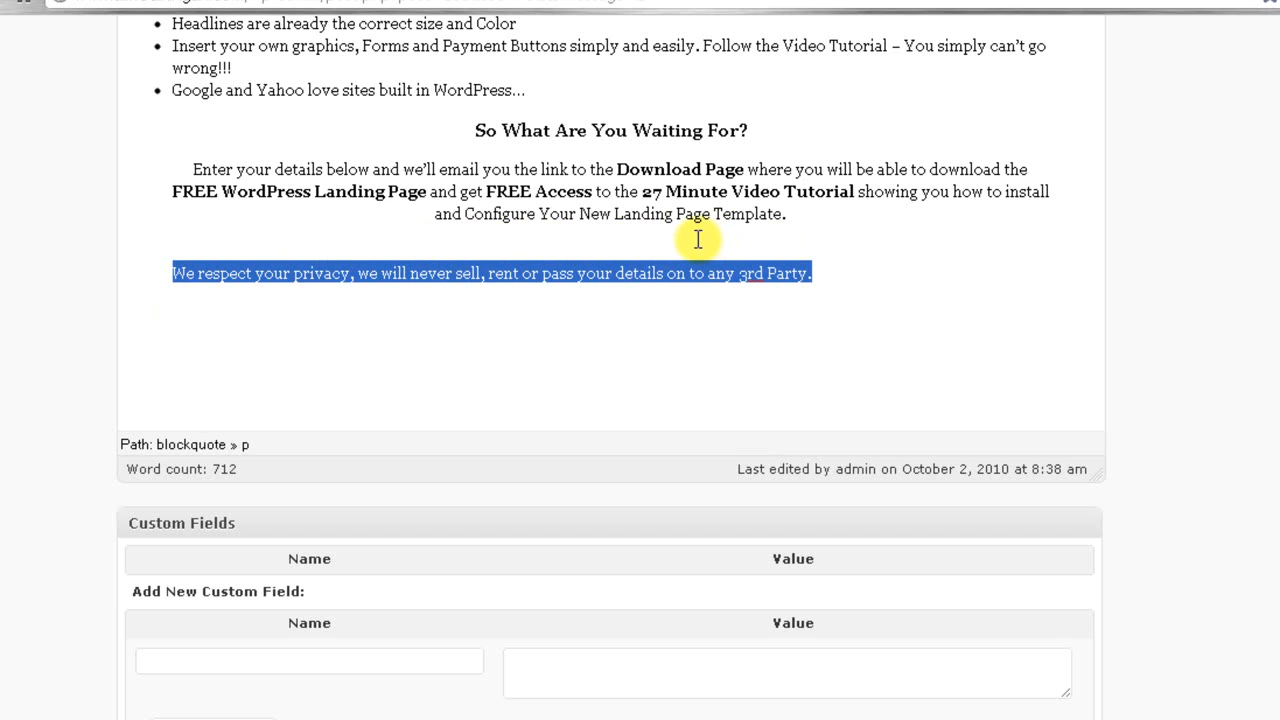 Headlines are already the correct size and Color
Insert your own graphics, Forms and Payment Buttons simply and easily. Follow the Video Tutorial – You simply can't go
wrong!!!
Google and Yahoo love sites built in WordPress...
So What Are You Waiting For?
Enter your details below and we'll email you the link to the Download Page where you will be able to download the
FREE WordPress Landing Page and get FREE Access to the 27 Minute Video Tutorial showing you how to install
and Configure Your New Landing Page Template.
We respect your privacy, we will never sell, rent or pass your details on to any 3rd Party.
Path: blockquote » p
Word count: 712
Last edited by admin on October 2, 2010 at 8:38 am
Custom Fields
Name
Value
Add New Custom Field:
Name
Value